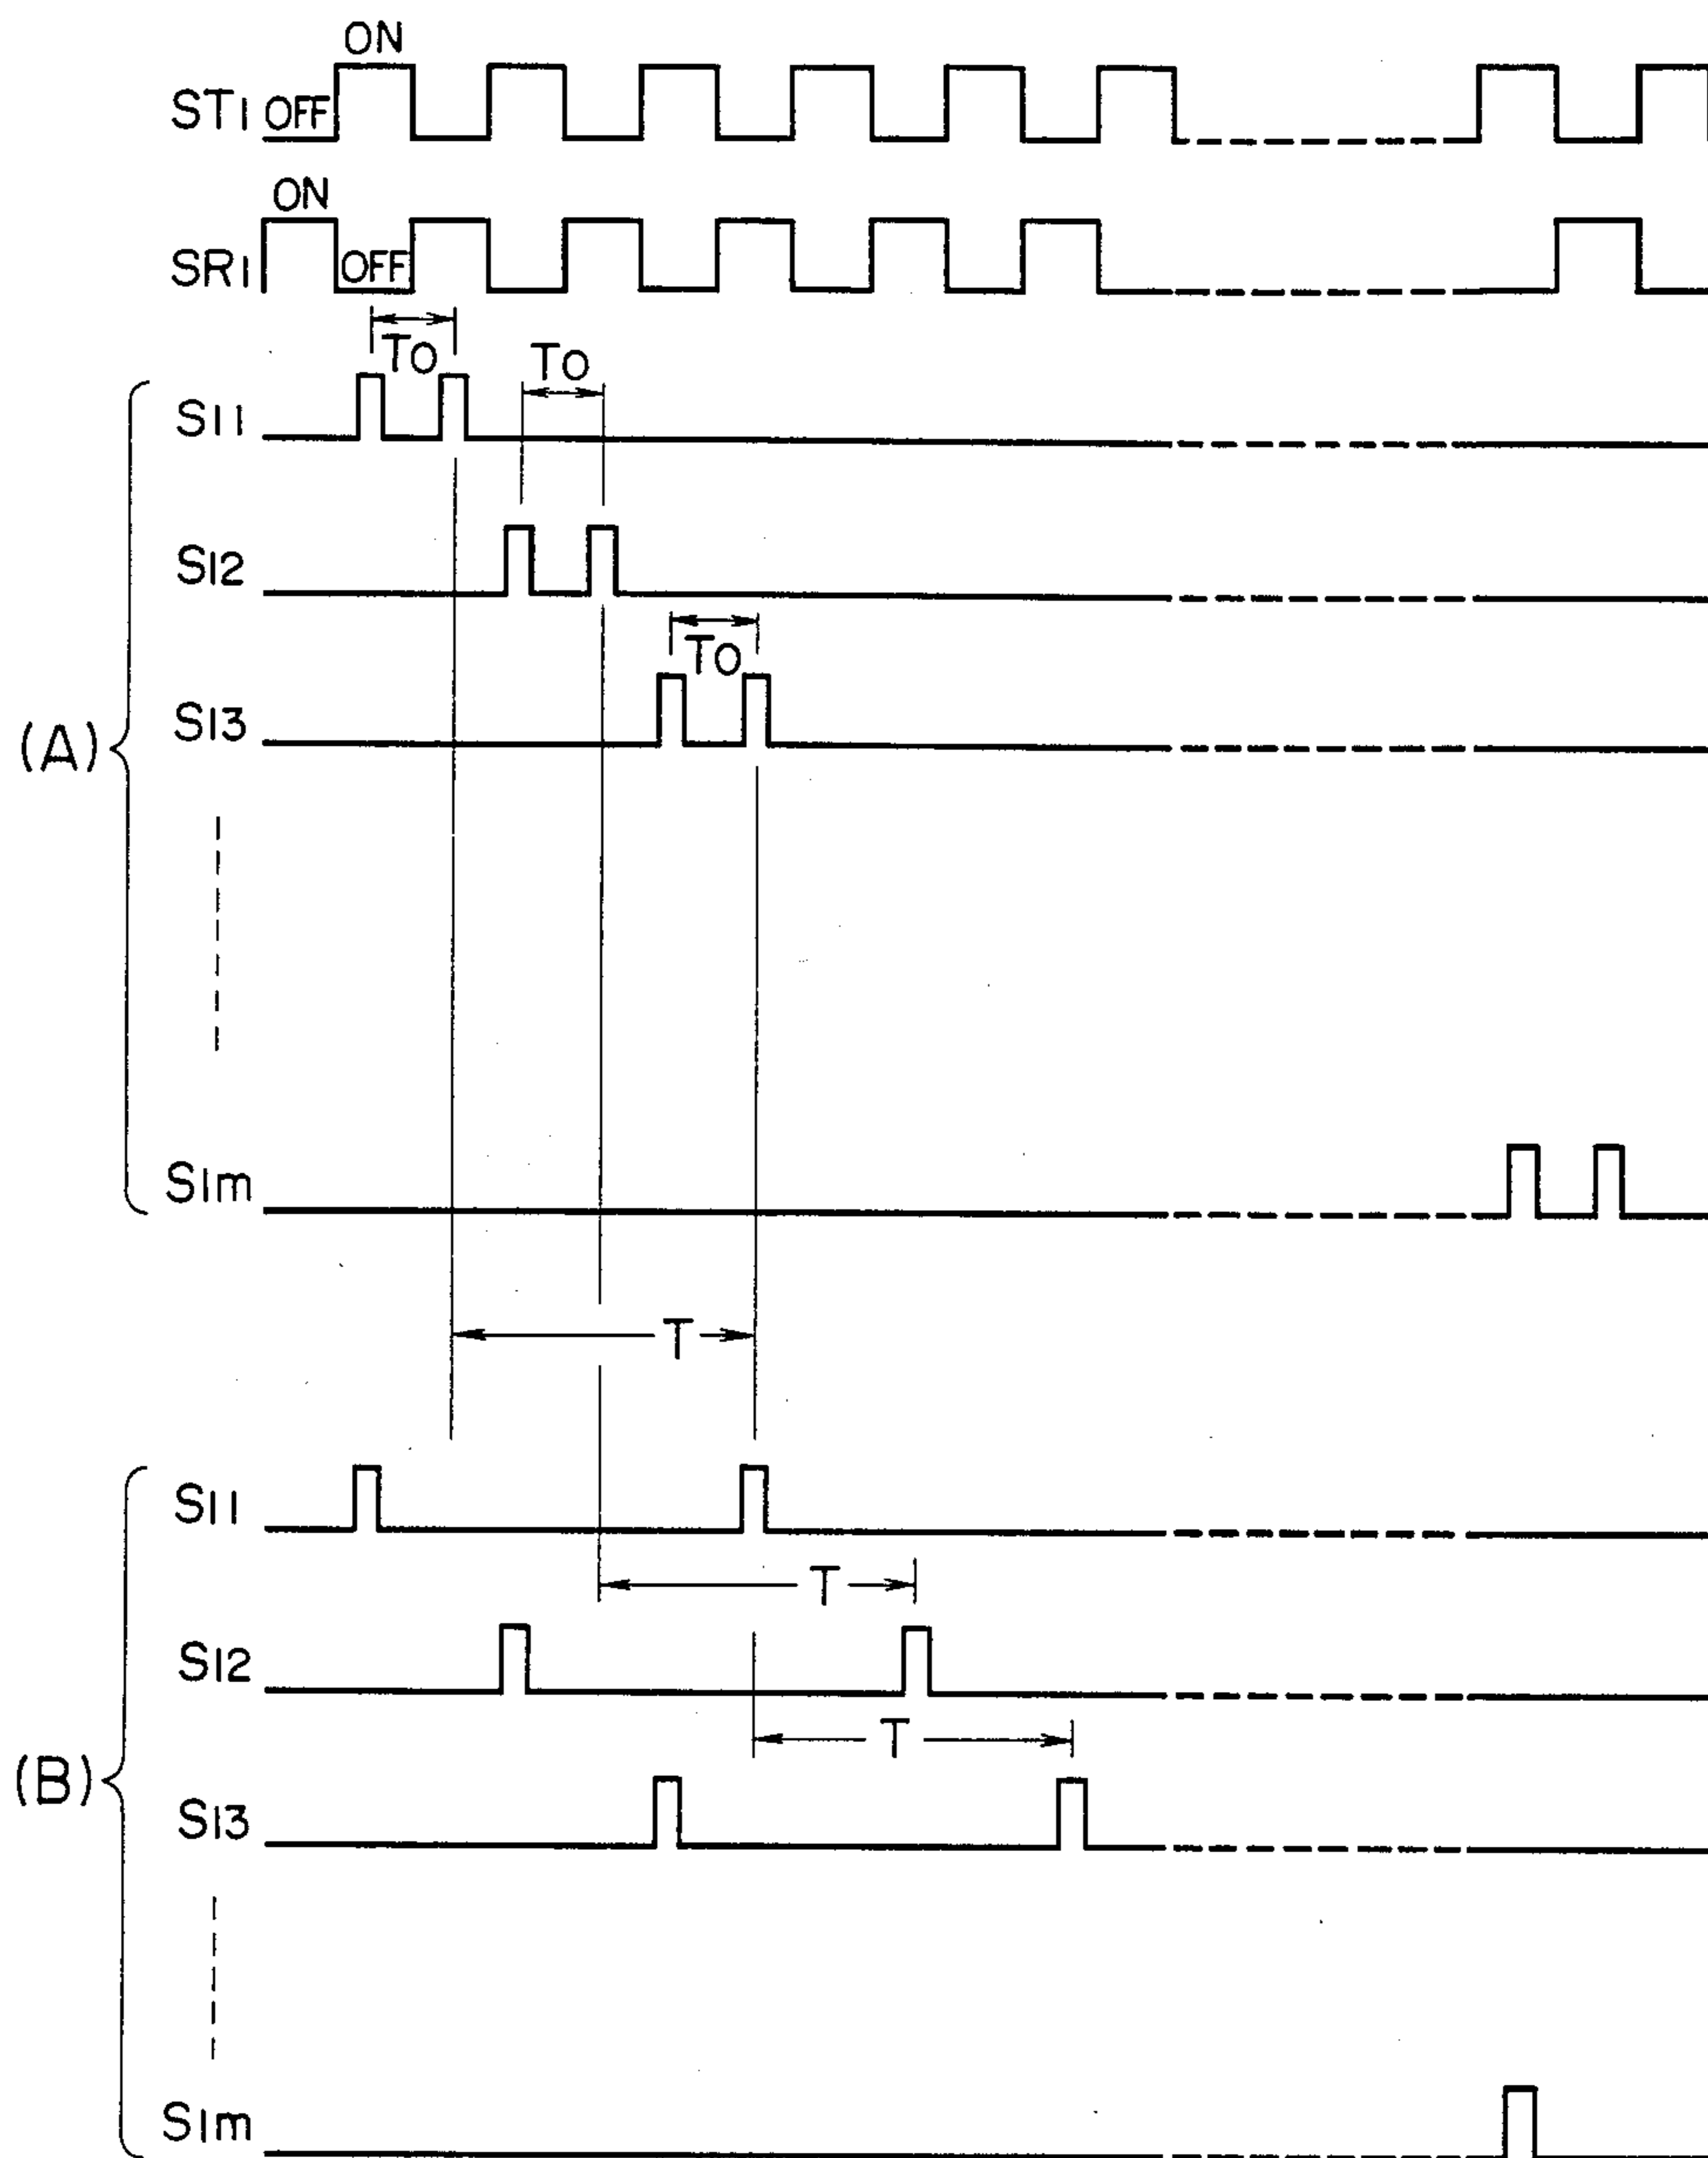 ON
ST1 OFF
ON
SR1 OFF
To
To
S11
S12
To
S13
(A)
S1m
T
S11
T
S12
T
(B)
S13
S1m